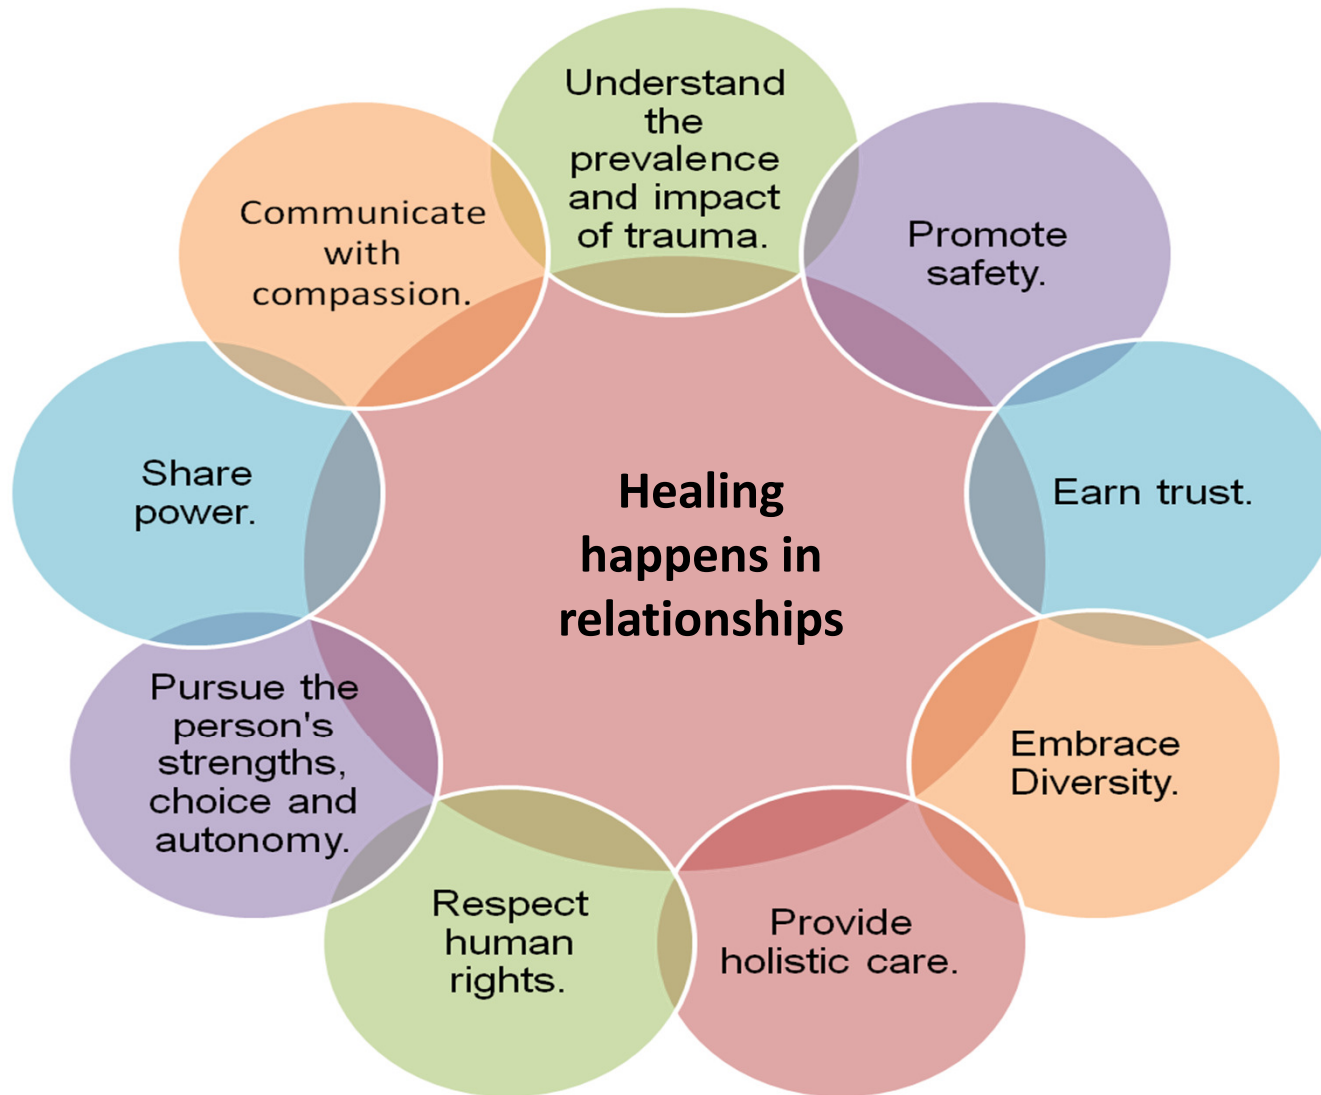 Understand
the
prevalence
and impact
of trauma.
Promote
safety.
Earn trust.
Embrace
Diversity.
Provide
holistic care.
Respect
human
rights.
Pursue the
person's
strengths,
choice and
autonomy.
Share
power.
Communicate
with
compassion.
Healing
happens in
relationships